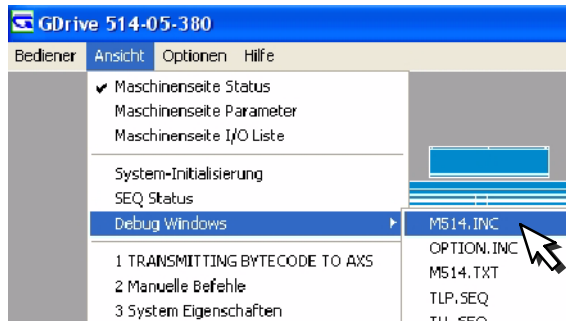 GDrive 514-05-380
Bediener Ansicht Optionen Hilfe
Maschinenseite Status
Maschinenseite Parameter
Maschinenseite I/O Liste
System-Initialisierung
SEQ Status
Debug Windows
M514.INC
OPTION.INC
1 TRANSMITTING BYTECODE TO AXS
M514.TXT
2 Manuelle Befehle
TLP.SEQ
3 System Eigenschaften